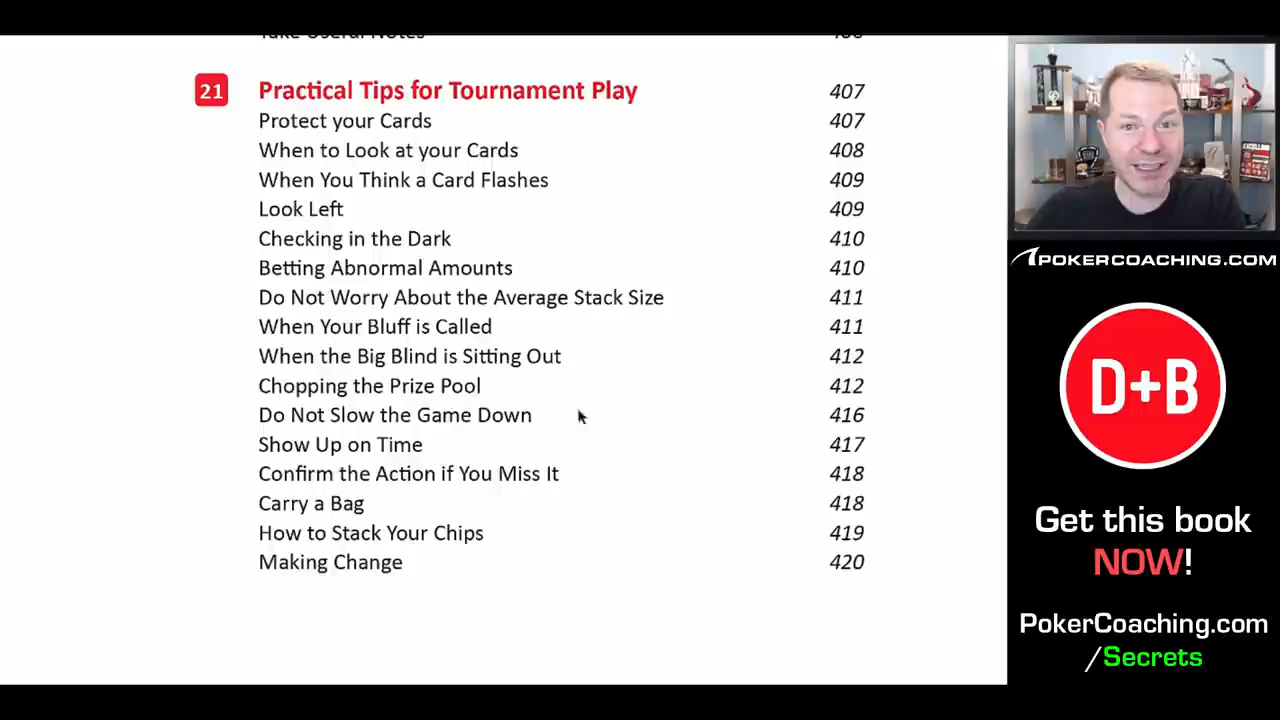 Take Useful Notes 406
21 Practical Tips for Tournament Play 407
Protect your Cards 407
When to Look at your Cards 408
When You Think a Card Flashes 409
Look Left 409
Checking in the Dark 410
Betting Abnormal Amounts 410
Do Not Worry About the Average Stack Size 411
When Your Bluff is Called 411
When the Big Blind is Sitting Out 412
Chopping the Prize Pool 412
Do Not Slow the Game Down 416
Show Up on Time 417
Confirm the Action if You Miss It 418
Carry a Bag 418
How to Stack Your Chips 419
Making Change 420
POKERCOACHING.COM
D+B
Get this book
NOW!
PokerCoaching.com
/Secrets